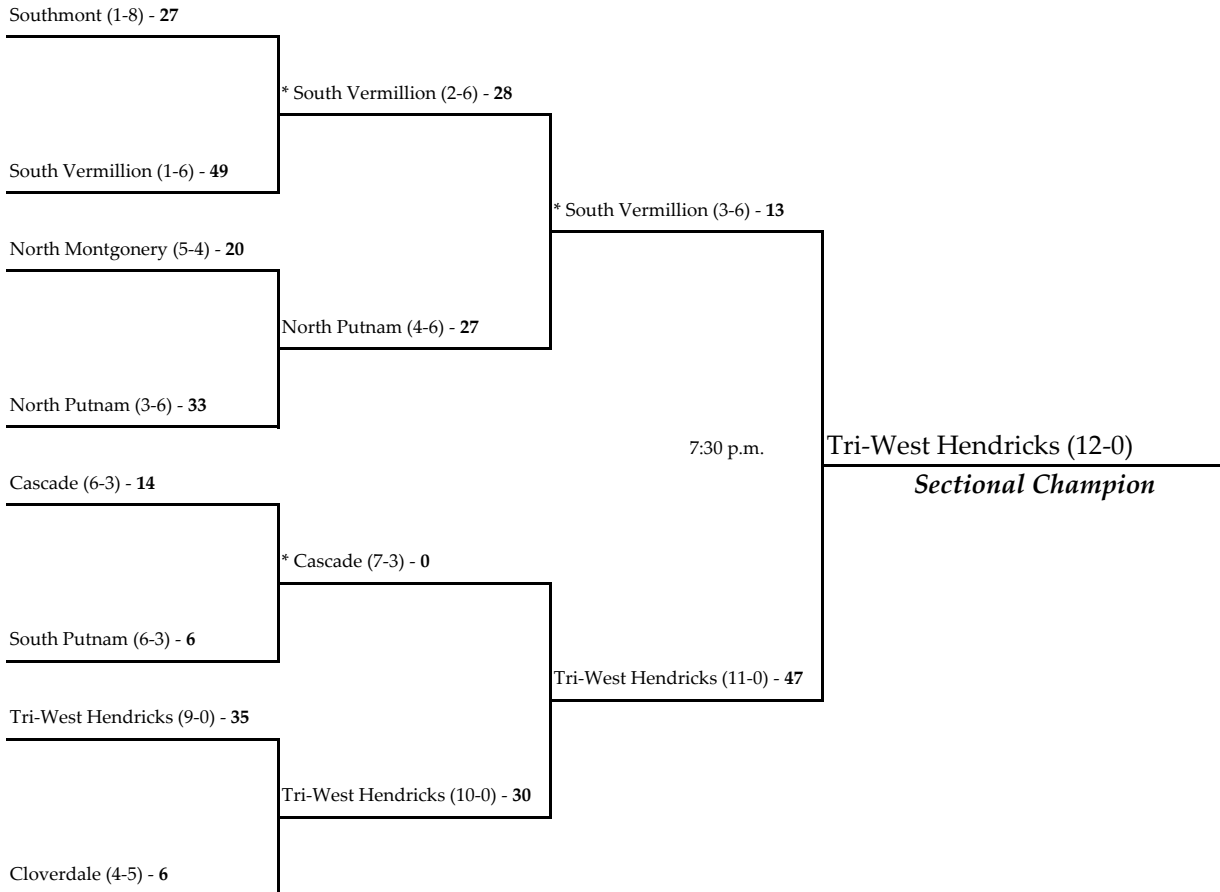 Southmont (1-8) - 27
* South Vermillion (2-6) - 28
South Vermillion (1-6) - 49
* South Vermillion (3-6) - 13
North Montgonery (5-4) - 20
North Putnam (4-6) - 27
North Putnam (3-6) - 33
7:30 p.m.
Tri-West Hendricks (12-0)
Sectional Champion
Cascade (6-3) - 14
* Cascade (7-3) - 0
South Putnam (6-3) - 6
Tri-West Hendricks (11-0) - 47
Tri-West Hendricks (9-0) - 35
Tri-West Hendricks (10-0) - 30
Cloverdale (4-5) - 6